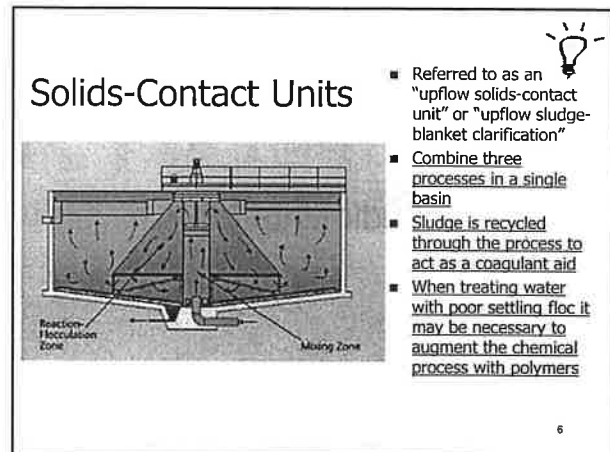 Solids-Contact Units
Reaction-
Flocculation
Zone
Mixing Zone
■ Referred to as an
"upflow solids-contact
unit" or "upflow sludge-
blanket clarification"
■ Combine three
processes in a single
basin
■ Sludge is recycled
through the process to
act as a coagulant aid
■ When treating water
with poor settling floc it
may be necessary to
augment the chemical
process with polymers
6